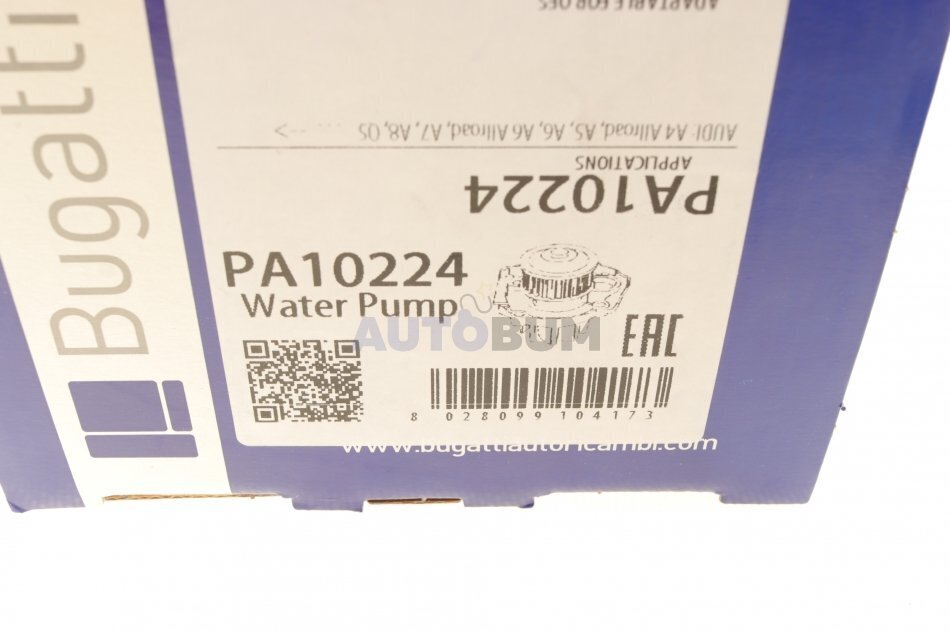 Bugatti
ADAPTABLE FOR OES
AUDI: A4 Allroad, A5, A6, A6 Allroad, A7, A8, Q5 ... ... -->
APPLICATIONS
PA10224
PA10224
Water Pump
AUTOBUM
EAC
8 028099 104173
www.bugattiautoricambi.com